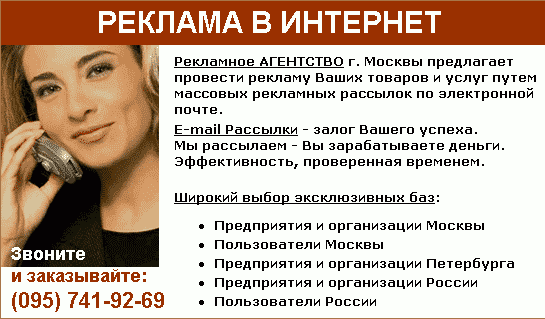 РЕКЛАМА В ИНТЕРНЕТ
Рекламное АГЕНТСТВО г. Москвы предлагает
провести рекламу Ваших товаров и услуг путем
массовых рекламных рассылок по электронной
почте.
E-mail Рассылки - залог Вашего успеха.
Мы рассылаем - Вы зарабатываете деньги.
Эффективность, проверенная временем.
Широкий выбор эксклюзивных баз:
• Предприятия и организации Москвы
• Пользователи Москвы
• Предприятия и организации Петербурга
• Предприятия и организации России
• Пользователи России
Звоните
и заказывайте:
(095) 741-92-69